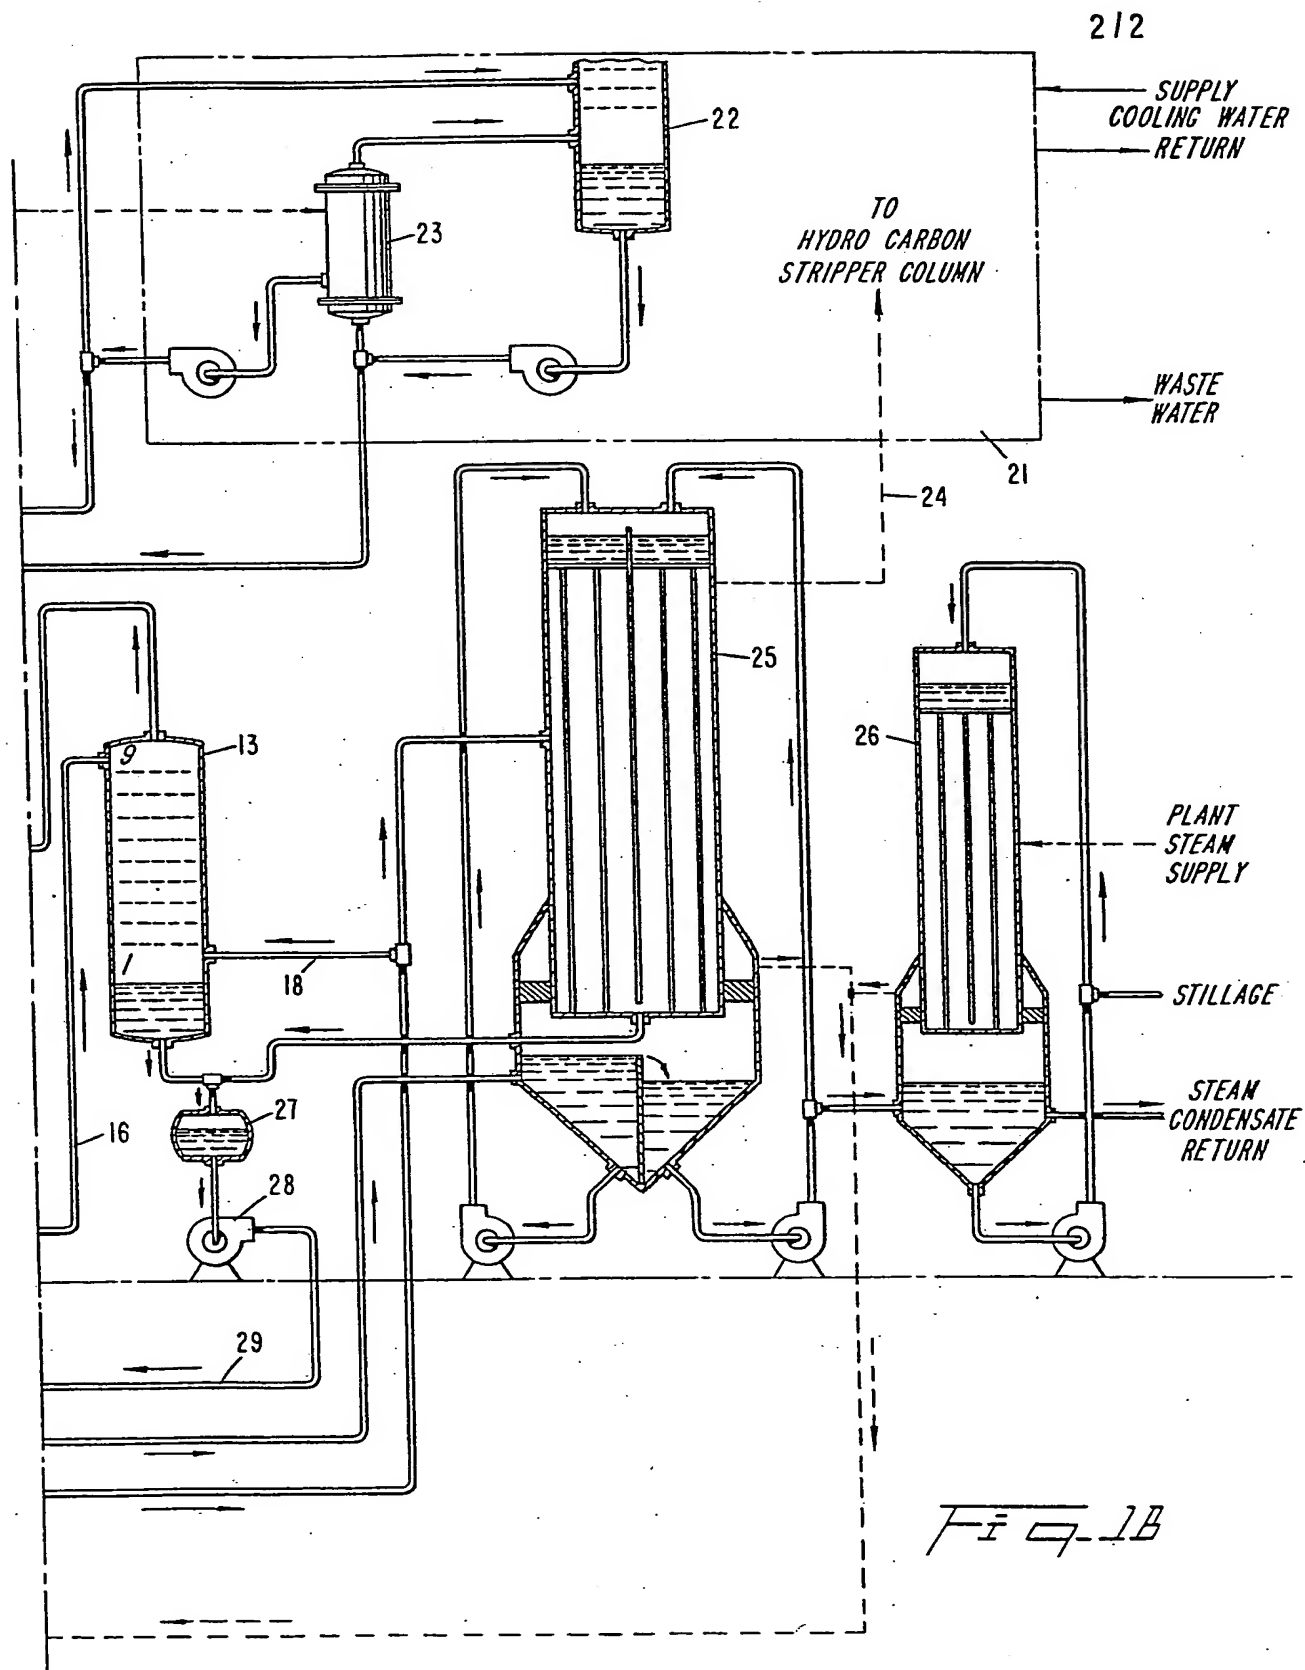 2/2
SUPPLY
COOLING WATER
RETURN
22
23
TO
HYDRO CARBON
STRIPPER COLUMN
WASTE
WATER
21
24
25
13
9
26
PLANT
STEAM
SUPPLY
1
18
STILLAGE
27
STEAM
CONDENSATE
RETURN
16
28
29
Fig. 1B